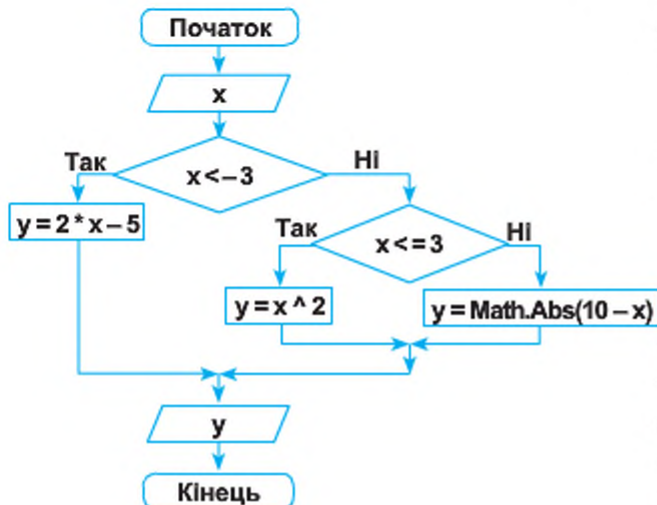 Початок
x
Так
x < – 3
Ні
y = 2 * x – 5
Так
x < = 3
Ні
y = x ^ 2
y = Math.Abs(10 – x)
y
Кінець